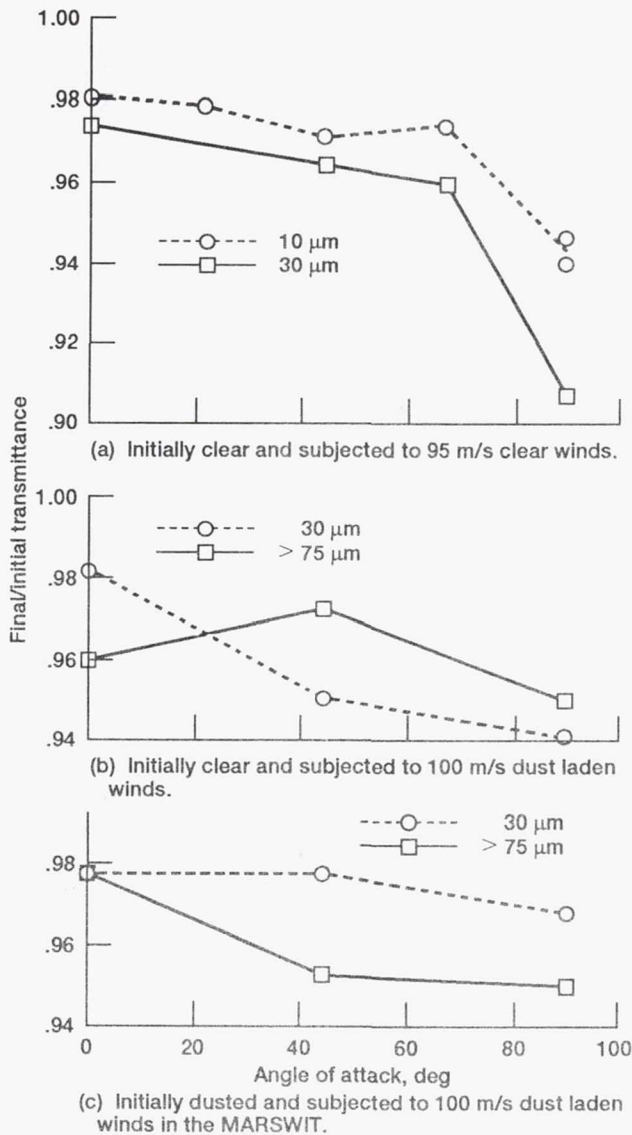 1.00
.98
.96
.94
.92
.90
10 μm
30 μm
(a) Initially clear and subjected to 95 m/s clear winds.
Final/initial transmittance
1.00
.98
.96
.94
30 μm
> 75 μm
(b) Initially clear and subjected to 100 m/s dust laden
winds.
.98
.96
.94
30 μm
> 75 μm
0 20 40 60 80 100
Angle of attack, deg
(c) Initially dusted and subjected to 100 m/s dust laden
winds in the MARSWIT.